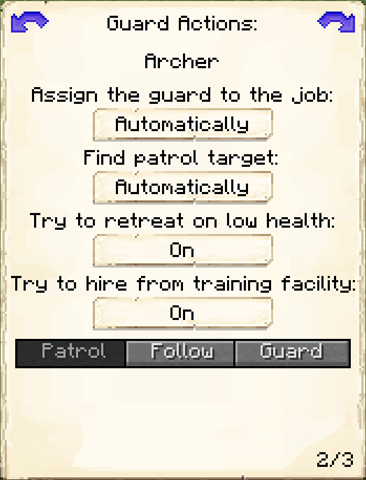 Guard Actions:
Archer
Assign the guard to the job:
Automatically
Find patrol target:
Automatically
Try to retreat on low health:
On
Try to hire from training facility:
On
Patrol Follow Guard
2/3